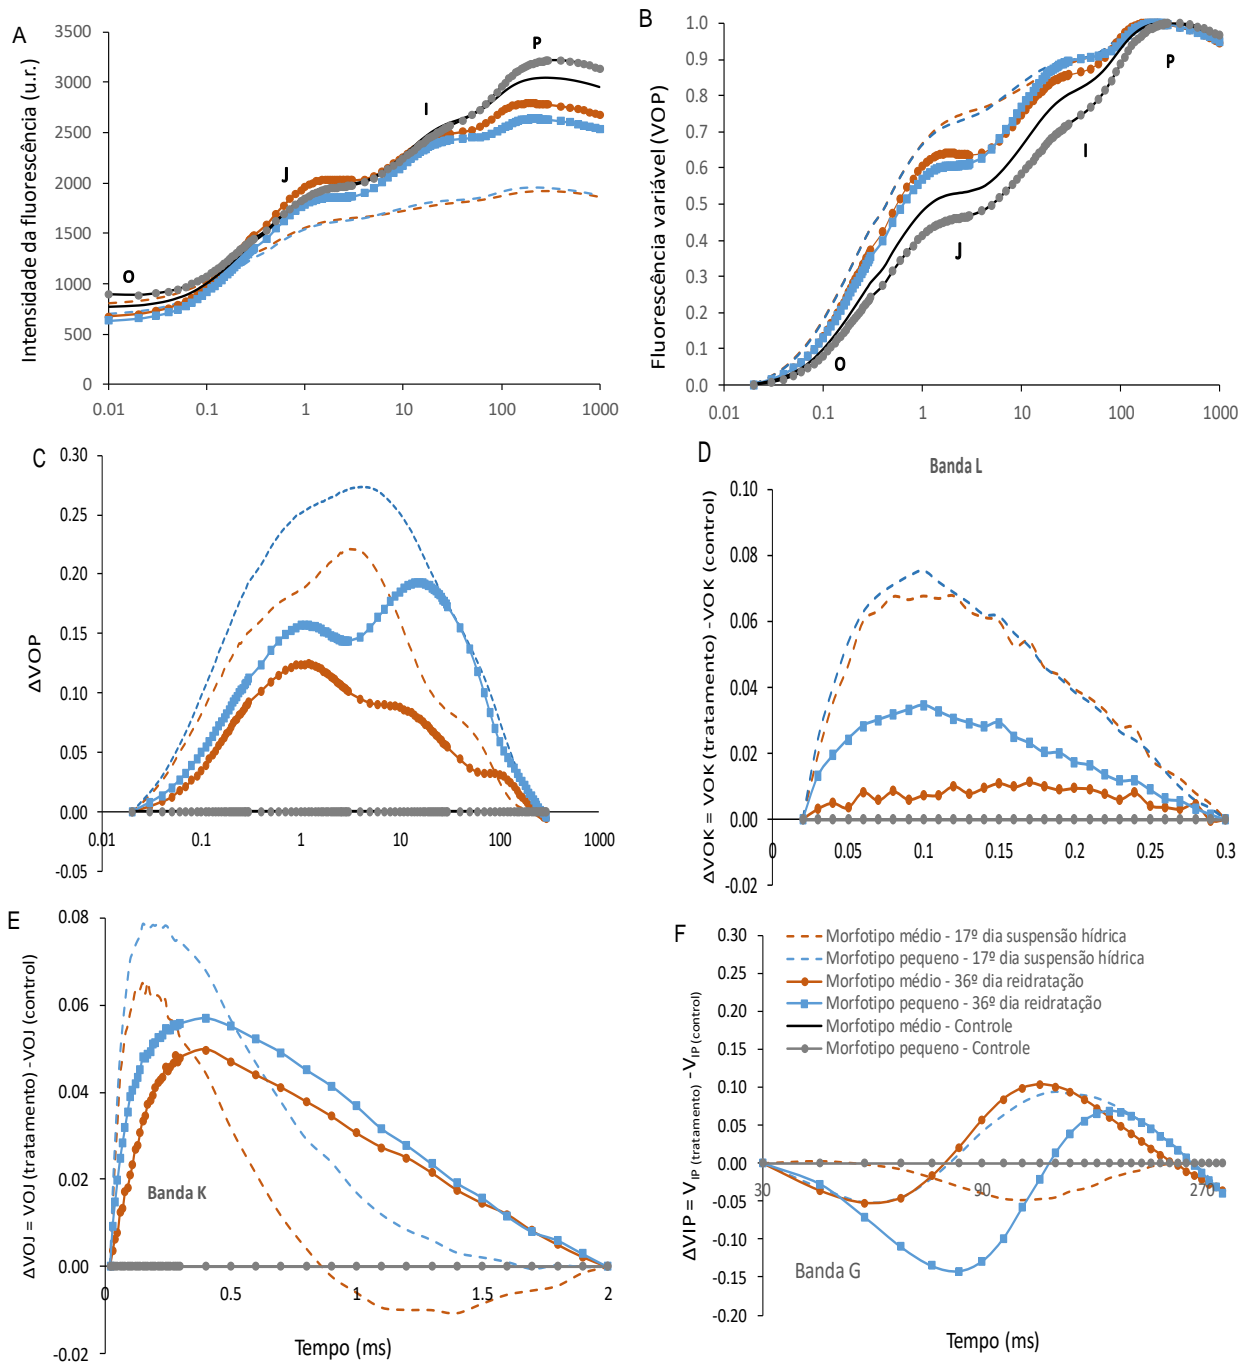 A
Intensidade da fluorescência (u.r.)
3500
3000
2500
2000
1500
1000
500
0
0.01
0.1
1
10
100
1000
O
J
I
P
B
Fluorescência variável (VOP)
1.0
0.9
0.8
0.7
0.6
0.5
0.4
0.3
0.2
0.1
0.0
0.01
0.1
1
10
100
1000
O
J
I
P
C
ΔVOP
0.30
0.25
0.20
0.15
0.10
0.05
0.00
-0.05
0.01
0.1
1
10
100
1000
D
Banda L
ΔVOK = VOK (tratamento) -VOK (control)
0.10
0.08
0.06
0.04
0.02
0.00
-0.02
0
0.05
0.1
0.15
0.2
0.25
0.3
E
ΔVOJ = VOJ (tratamento) -VOJ (control)
0.08
0.06
0.04
0.02
0.00
-0.02
Banda K
0
0.5
1
1.5
2
Tempo (ms)
F
ΔVIP = VIP (tratamento) - VIP (control)
0.30
0.25
0.20
0.15
0.10
0.05
0.00
-0.05
-0.10
-0.15
-0.20
Morfotipo médio - 17º dia suspensão hídrica
Morfotipo pequeno - 17º dia suspensão hídrica
Morfotipo médio - 36º dia reidratação
Morfotipo pequeno - 36º dia reidratação
Morfotipo médio - Controle
Morfotipo pequeno - Controle
30
90
270
Banda G
Tempo (ms)